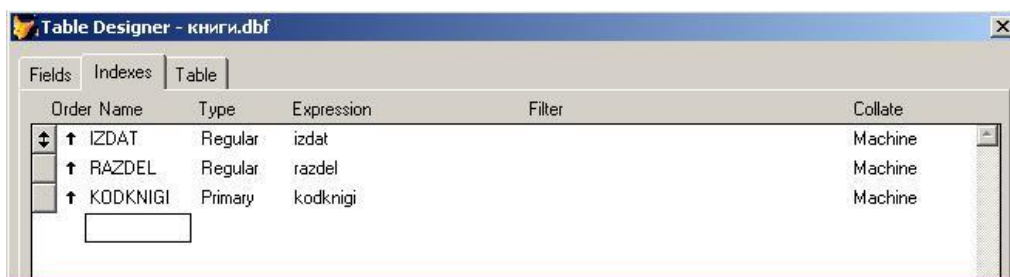 Table Designer - книги.dbf
Fields Indexes Table
Order Name Type Expression Filter Collate
IZDAT Regular izdat Machine
RAZDEL Regular razdel Machine
KODKNIGI Primary kodknigi Machine